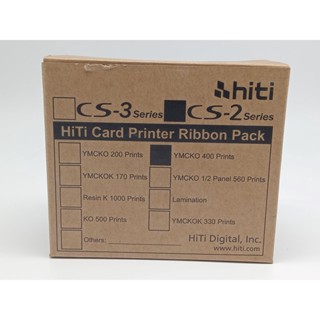 hiti
CS-3 Series CS-2 Series
HiTi Card Printer Ribbon Pack
YMCKO 200 Prints YMCKO 400 Prints
YMCKOK 170 Prints YMCKO 1/2 Panel 560 Prints
Resin K 1000 Prints Lamination
KO 500 Prints YMCKOK 330 Prints
Others:
HiTi Digital, Inc.
www.hiti.com